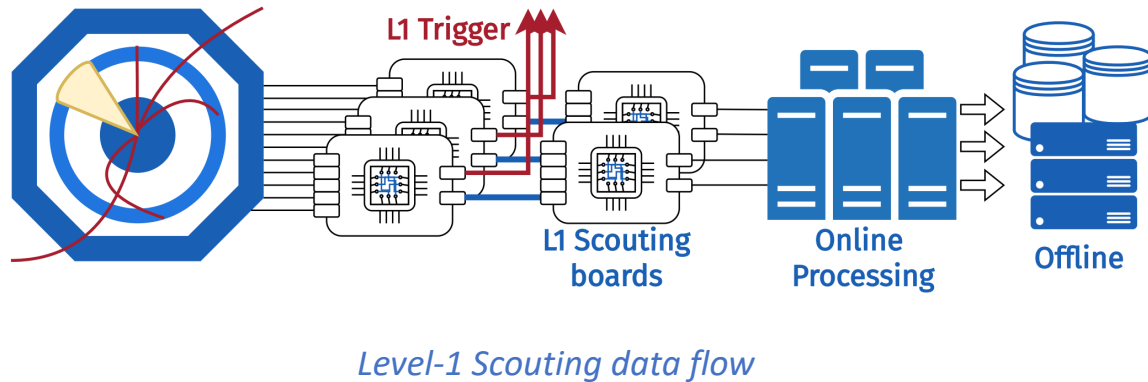 L1 Trigger
L1 Scouting
boards
Online
Processing
Offline
Level-1 Scouting data flow